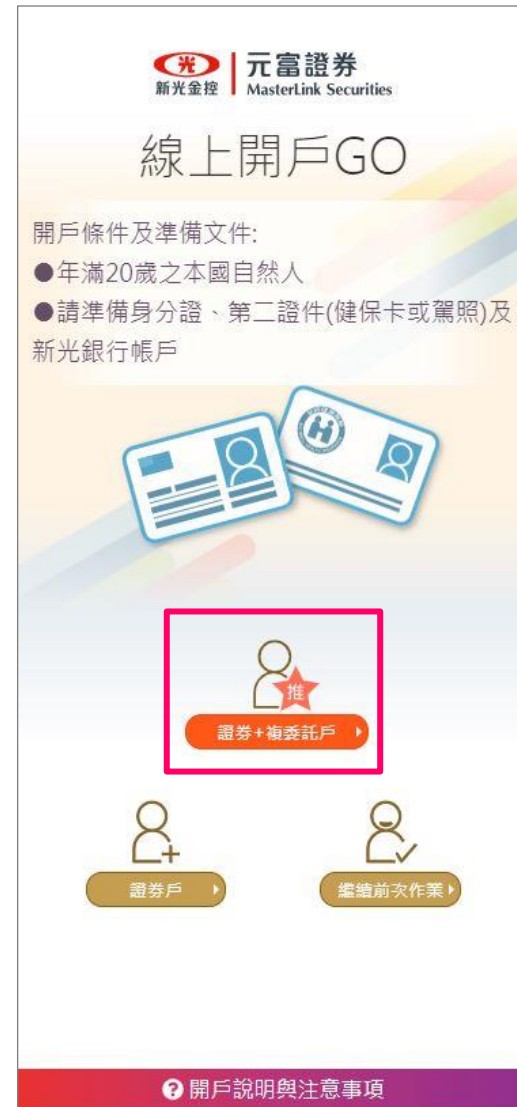 光
新光金控
元富證券
MasterLink Securities
線上開戶GO
開戶條件及準備文件:
●年滿20歲之本國自然人
●請準備身分證、第二證件(健保卡或駕照)及
新光銀行帳戶
推
證券+複委託戶
證券戶
繼續前次作業
?開戶說明與注意事項